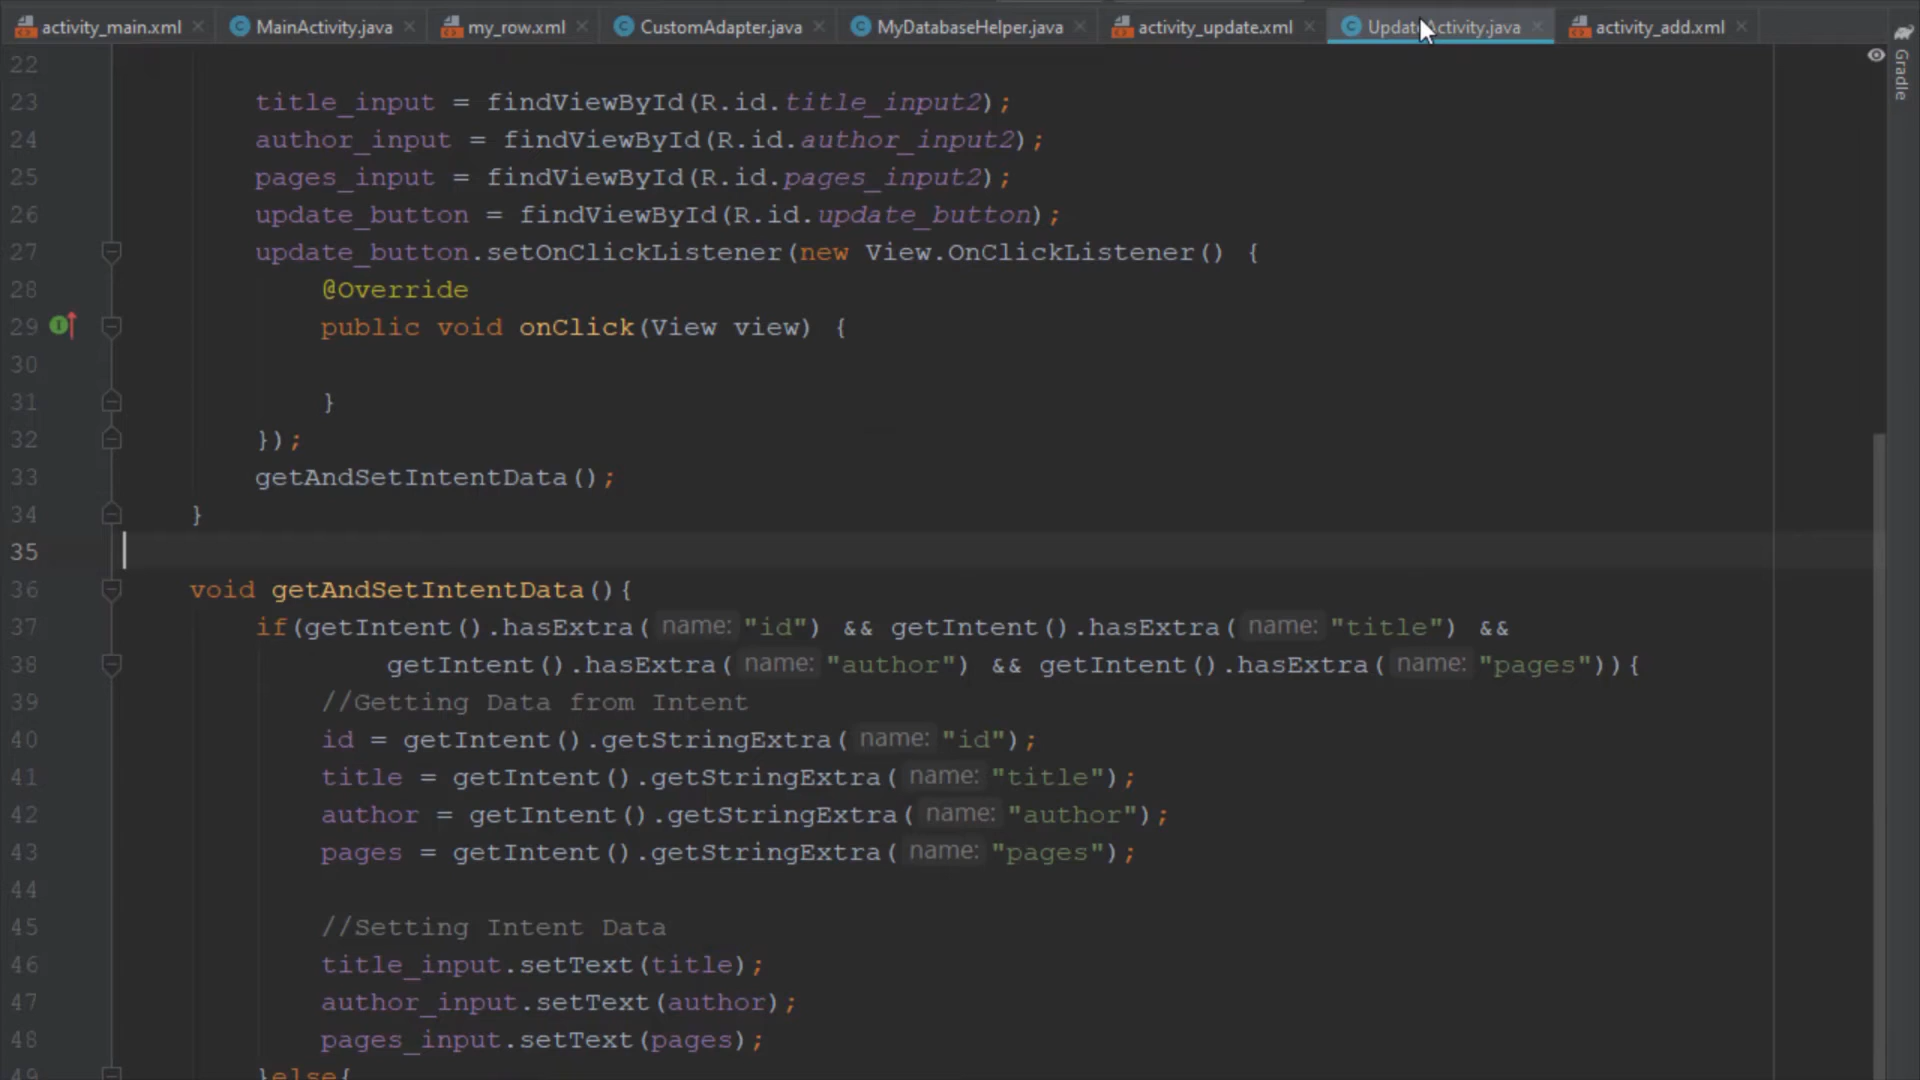 activity_main.xml MainActivity.java my_row.xml CustomAdapter.java MyDatabaseHelper.java activity_update.xml UpdateActivity.java activity_add.xml
Gradle
22
23 title_input = findViewById(R.id.title_input2);
24 author_input = findViewById(R.id.author_input2);
25 pages_input = findViewById(R.id.pages_input2);
26 update_button = findViewById(R.id.update_button);
27 update_button.setOnClickListener(new View.OnClickListener() {
28 @Override
29 public void onClick(View view) {
30
31 }
32 });
33 getAndSetIntentData();
34 }
35
36 void getAndSetIntentData(){
37 if(getIntent().hasExtra( name: "id") && getIntent().hasExtra( name: "title") &&
38 getIntent().hasExtra( name: "author") && getIntent().hasExtra( name: "pages")){
39 //Getting Data from Intent
40 id = getIntent().getStringExtra( name: "id");
41 title = getIntent().getStringExtra( name: "title");
42 author = getIntent().getStringExtra( name: "author");
43 pages = getIntent().getStringExtra( name: "pages");
44
45 //Setting Intent Data
46 title_input.setText(title);
47 author_input.setText(author);
48 pages_input.setText(pages);
49 }else{